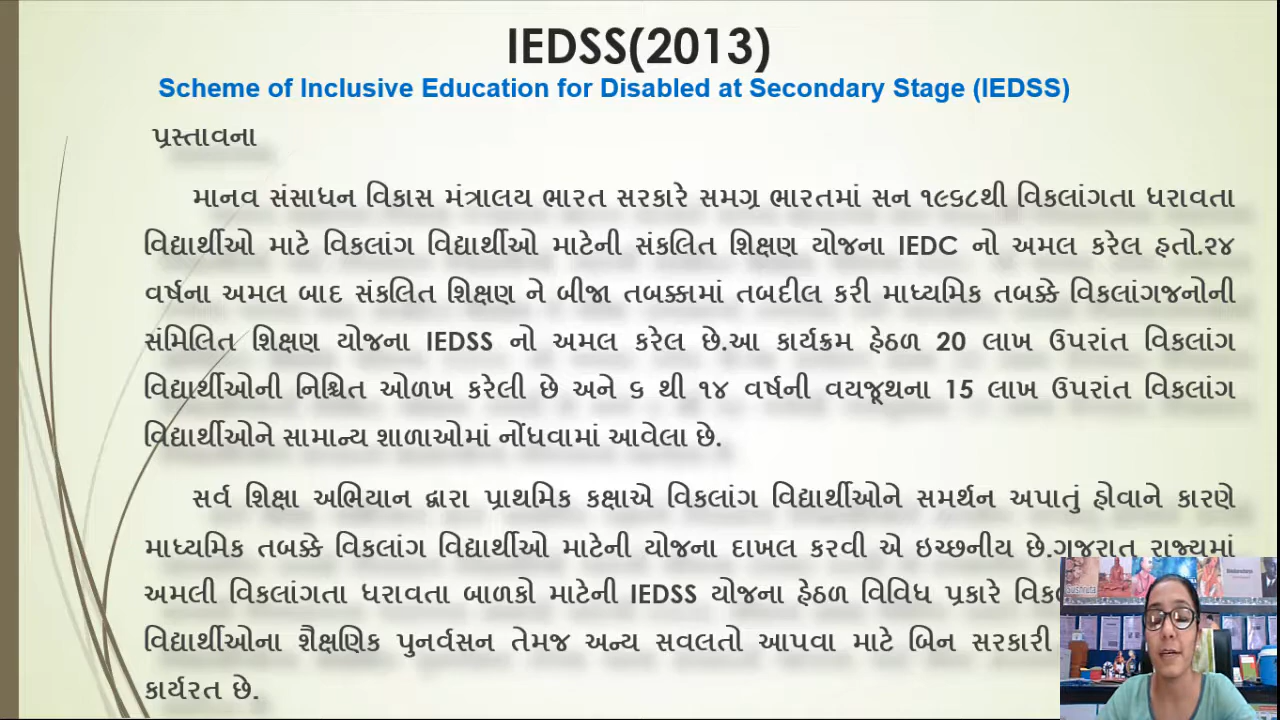 IEDSS(2013)
Scheme of Inclusive Education for Disabled at Secondary Stage (IEDSS)
પ્રસ્તાવના
માનવ સંસાધન વિકાસ મંત્રાલય ભારત સરકારે સમગ્ર ભારતમાં સન ૧૯૬૮થી વિકલાંગતા ધરાવતા
વિદ્યાર્થીઓ માટે વિકલાંગ વિદ્યાર્થીઓ માટેની સંકલિત શિક્ષણ યોજના IEDC નો અમલ કરેલ હતો.૨૪
વર્ષના અમલ બાદ સંકલિત શિક્ષણ ને બીજા તબક્કામાં તબદીલ કરી માધ્યમિક તબક્કે વિકલાંગજનોની
સંમિલિત શિક્ષણ યોજના IEDSS નો અમલ કરેલ છે.આ કાર્યક્રમ હેઠળ 20 લાખ ઉપરાંત વિકલાંગ
વિદ્યાર્થીઓની નિશ્ચિત ઓળખ કરેલી છે અને ૬ થી ૧૪ વર્ષની વયજૂથના 15 લાખ ઉપરાંત વિકલાંગ
વિદ્યાર્થીઓને સામાન્ય શાળાઓમાં નોંધવામાં આવેલા છે.
સર્વ શિક્ષા અભિયાન દ્વારા પ્રાથમિક કક્ષાએ વિકલાંગ વિદ્યાર્થીઓને સમર્થન અપાતું હોવાને કારણે
માધ્યમિક તબક્કે વિકલાંગ વિદ્યાર્થીઓ માટેની યોજના દાખલ કરવી એ ઇચ્છનીય છે.ગુજરાત રાજ્યમાં
અમલી વિકલાંગતા ધરાવતા બાળકો માટેની IEDSS યોજના હેઠળ વિવિધ પ્રકારે
વિદ્યાર્થીઓના શૈક્ષણિક પુનર્વસન તેમજ અન્ય સવલતો આપવા માટે બિન સરકારી
કાર્યરત છે.
Sushruta